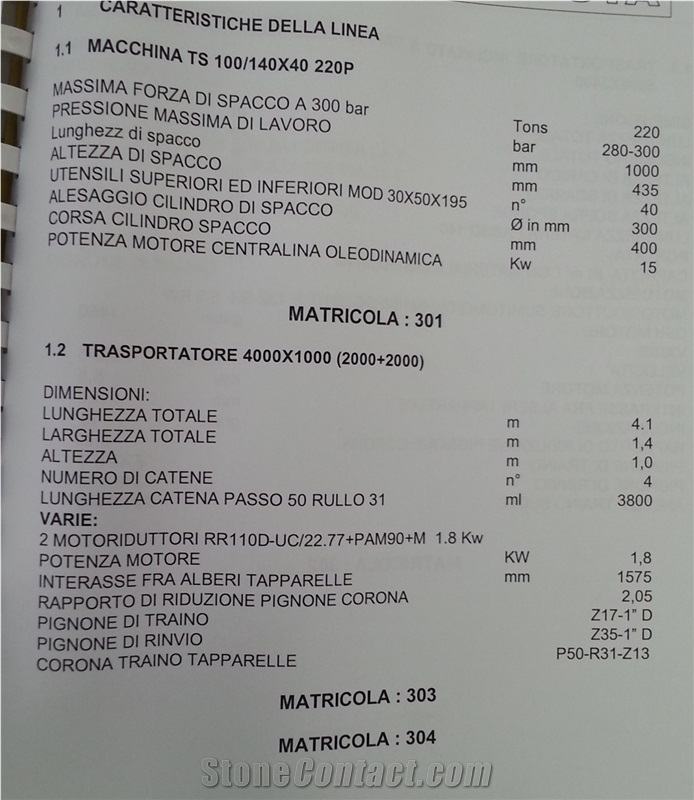 1 CARATTERISTICHE DELLA LINEA
1.1 MACCHINA TS 100/140X40 220P
MASSIMA FORZA DI SPACCO A 300 bar Tons 220
PRESSIONE MASSIMA DI LAVORO bar 280-300
Lunghezz di spacco mm 1000
ALTEZZA DI SPACCO mm 435
UTENSILI SUPERIORI ED INFERIORI MOD 30X50X195 n° 40
ALESAGGIO CILINDRO DI SPACCO Ø in mm 300
CORSA CILINDRO SPACCO mm 400
POTENZA MOTORE CENTRALINA OLEODINAMICA Kw 15
MATRICOLA : 301
1.2 TRASPORTATORE 4000X1000 (2000+2000)
DIMENSIONI:
LUNGHEZZA TOTALE m 4.1
LARGHEZZA TOTALE m 1,4
ALTEZZA m 1,0
NUMERO DI CATENE n° 4
LUNGHEZZA CATENA PASSO 50 RULLO 31 ml 3800
VARIE:
2 MOTORIDUTTORI RR110D-UC/22.77+PAM90+M 1.8 Kw
POTENZA MOTORE KW 1,8
INTERASSE FRA ALBERI TAPPARELLE mm 1575
RAPPORTO DI RIDUZIONE PIGNONE CORONA 2,05
PIGNONE DI TRAINO Z17-1" D
PIGNONE DI RINVIO Z35-1" D
CORONA TRAINO TAPPARELLE P50-R31-Z13
MATRICOLA : 303
MATRICOLA : 304
StoneContact.com